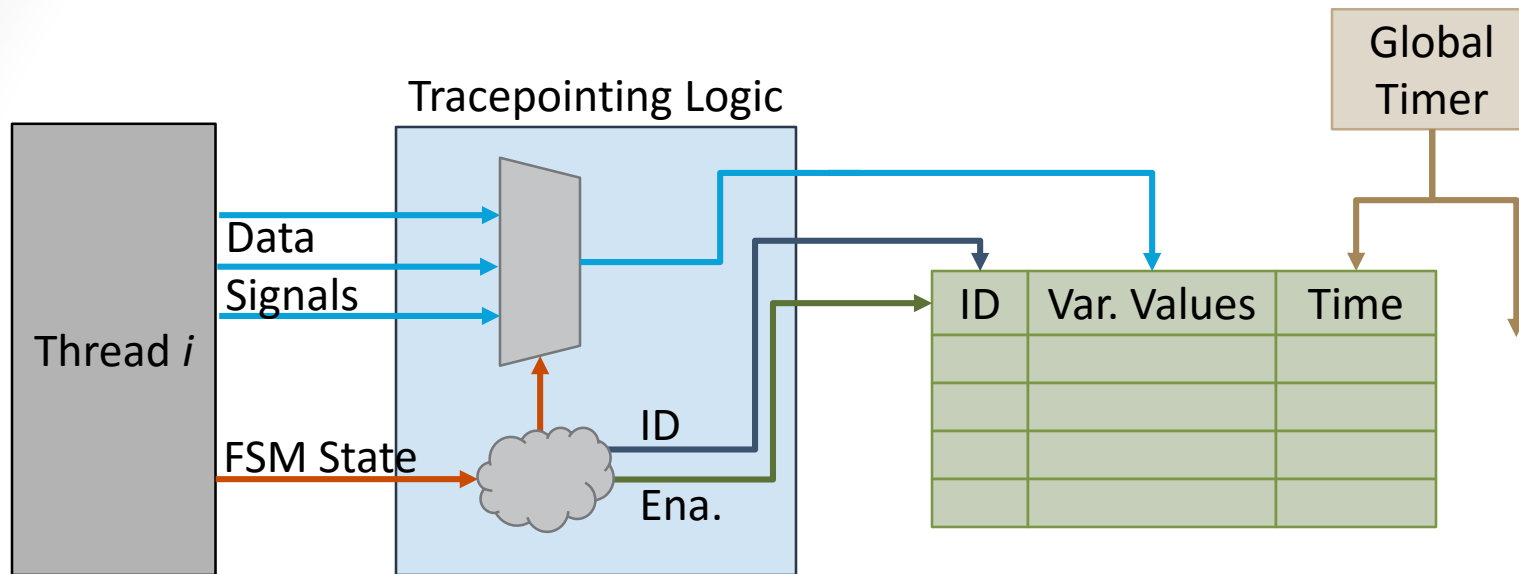 Global
Timer
Tracepointing Logic
Data
Signals
Thread i
FSM State
ID
Ena.
ID Var. Values Time